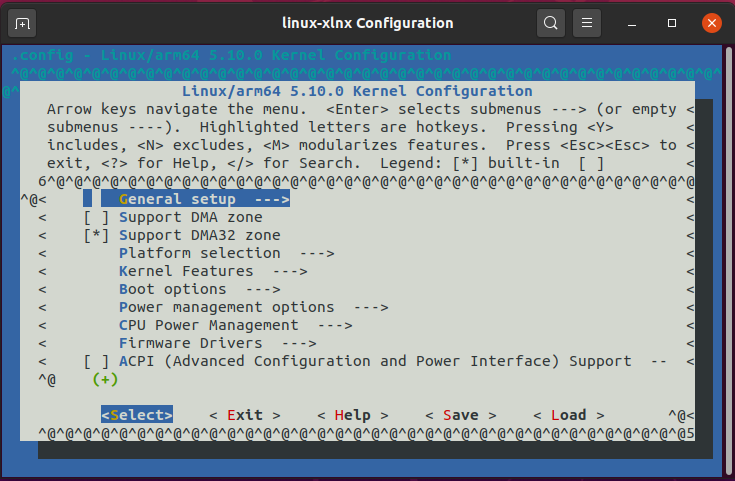 linux-xlnx Configuration
.config - Linux/arm64 5.10.0 Kernel Configuration
^@^@^@^@^@^@^@^@^@^@^@^@^@^@^@^@^@^@^@^@^@^@^@^@^@^@^@^@^@^@^@^@^@^@^@^@^@^@^@^
@^
Linux/arm64 5.10.0 Kernel Configuration
Arrow keys navigate the menu.  <Enter> selects submenus ---> (or empty <
submenus ----).  Highlighted letters are hotkeys.  Pressing <Y> <
includes, <N> excludes, <M> modularizes features.  Press <Esc><Esc> to <
exit, <?> for Help, </> for Search.  Legend: [*] built-in  [ ] <
6^@^@^@^@^@^@^@^@^@^@^@^@^@^@^@^@^@^@^@^@^@^@^@^@^@^@^@^@^@^@^@^@^@^@^@^@
^@< General setup  ---> <
< [ ] Support DMA zone <
< [*] Support DMA32 zone <
< Platform selection  ---> <
< Kernel Features  ---> <
< Boot options  ---> <
< Power management options  ---> <
< CPU Power Management  ---> <
< Firmware Drivers  ---> <
< [ ] ACPI (Advanced Configuration and Power Interface) Support  -- <
^@ (+)
<Select> < Exit > < Help > < Save > < Load > ^@<
^@^@^@^@^@^@^@^@^@^@^@^@^@^@^@^@^@^@^@^@^@^@^@^@^@^@^@^@^@^@^@^@^@^@^@^@5